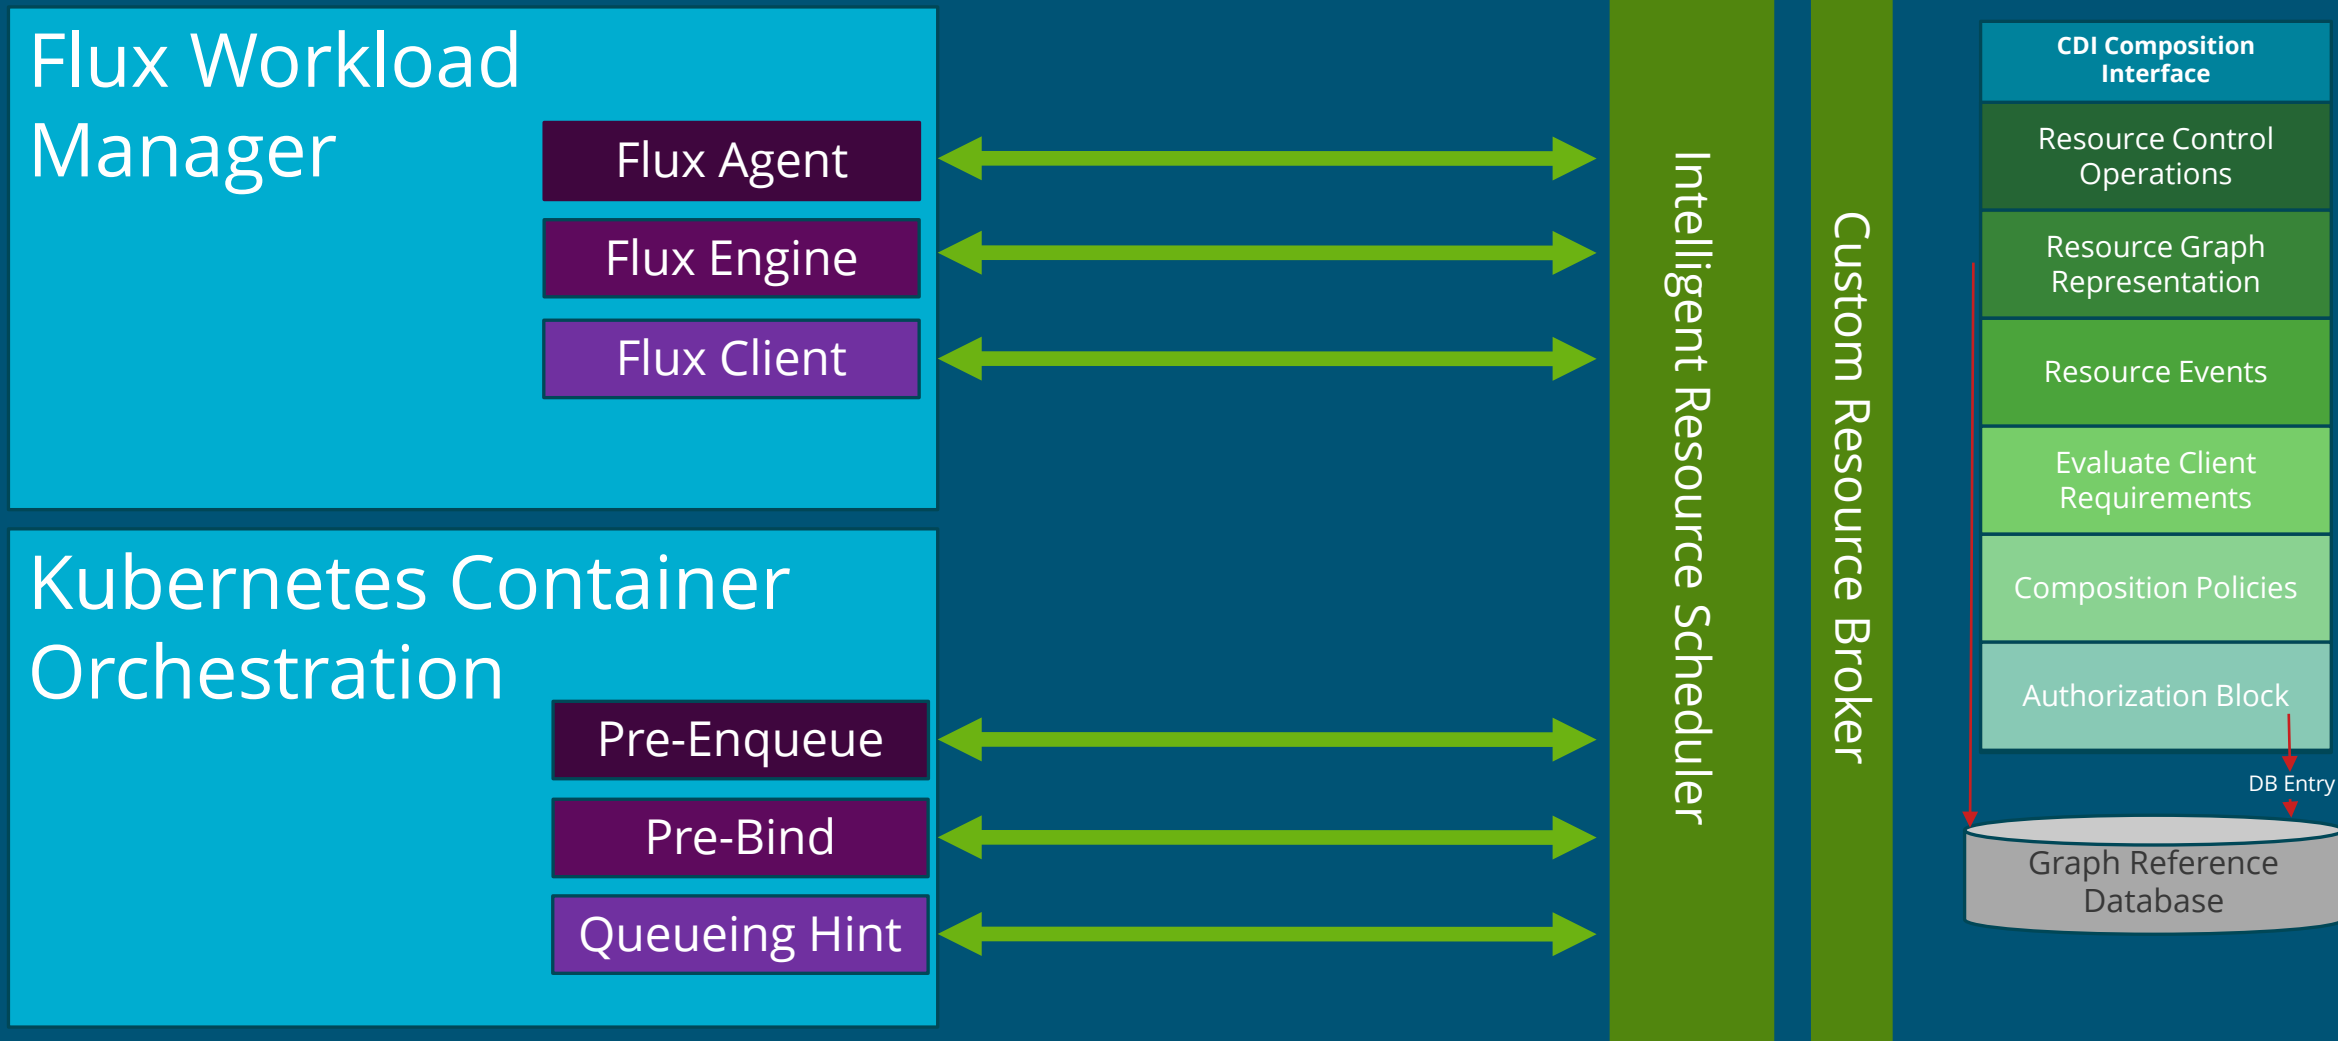 Flux Workload
Manager
Flux Agent
Flux Engine
Flux Client
Kubernetes Container
Orchestration
Pre-Enqueue
Pre-Bind
Queueing Hint
Intelligent Resource Scheduler
Custom Resource Broker
CDI Composition
Interface
Resource Control
Operations
Resource Graph
Representation
Resource Events
Evaluate Client
Requirements
Composition Policies
Authorization Block
DB Entry
Graph Reference
Database